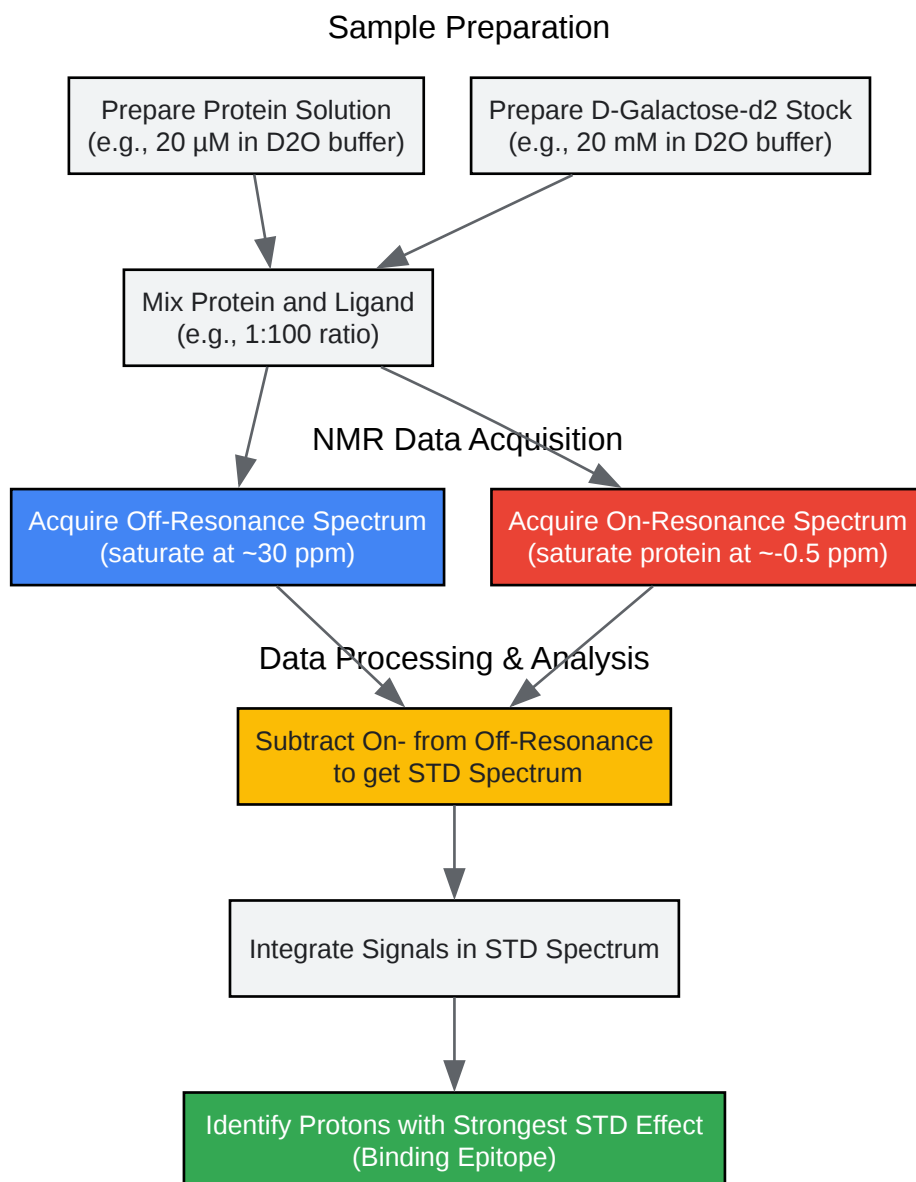 Sample Preparation
Prepare Protein Solution
(e.g., 20 µM in D2O buffer)
Prepare D-Galactose-d2 Stock
(e.g., 20 mM in D2O buffer)
Mix Protein and Ligand
(e.g., 1:100 ratio)
NMR Data Acquisition
Acquire Off-Resonance Spectrum
(saturate at ~30 ppm)
Acquire On-Resonance Spectrum
(saturate protein at ~-0.5 ppm)
Data Processing & Analysis
Subtract On- from Off-Resonance
to get STD Spectrum
Integrate Signals in STD Spectrum
Identify Protons with Strongest STD Effect
(Binding Epitope)